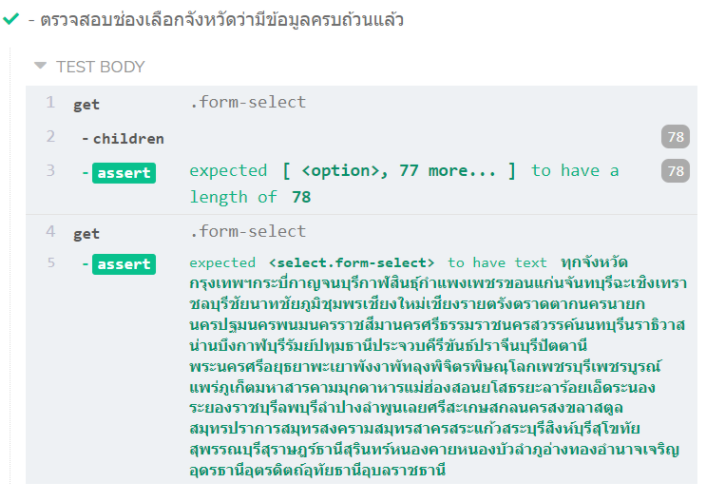 - ตรวจสอบช่องเลือกจังหวัดว่ามีข้อมูลครบถ้วนแล้ว
TEST BODY
1 get .form-select
2 -children 78
3 -assert expected [ <option>, 77 more... ] to have a 78
length of 78
4 get .form-select
5 -assert expected <select.form-select> to have text ทุกจังหวัด
กรุงเทพฯกระบี่กาญจนบุรีกาฬสินธุ์กำแพงเพชรขอนแก่นจันทบุรีฉะเชิงเทรา
ชลบุรีชัยนาทชัยภูมิชุมพรเชียงใหม่เชียงรายตรังตราดตากนครนายก
นครปฐมนครพนมนครราชสีมานครศรีธรรมราชนครสวรรค์นนทบุรีนราธิวาส
น่านบึงกาฬบุรีรัมย์ปทุมธานีประจวบคีรีขันธ์ปราจีนบุรีปัตตานี
พระนครศรีอยุธยาพะเยาพังงาพัทลุงพิจิตรพิษณุโลกเพชรบุรีเพชรบูรณ์
แพร่ภูเก็ตมหาสารคามมุกดาหารแม่ฮ่องสอนยโสธรยะลาร้อยเอ็ดระนอง
ระยองราชบุรีลพบุรีลำปางลำพูนเลยศรีสะเกษสกลนครสงขลาสตูล
สมุทรปราการสมุทรสงครามสมุทรสาครสระแก้วสระบุรีสิงห์บุรีสุโขทัย
สุพรรณบุรีสุราษฎร์ธานีสุรินทร์หนองคายหนองบัวลำภูอ่างทองอำนาจเจริญ
อุดรธานีอุตรดิตถ์อุทัยธานีอุบลราชธานี